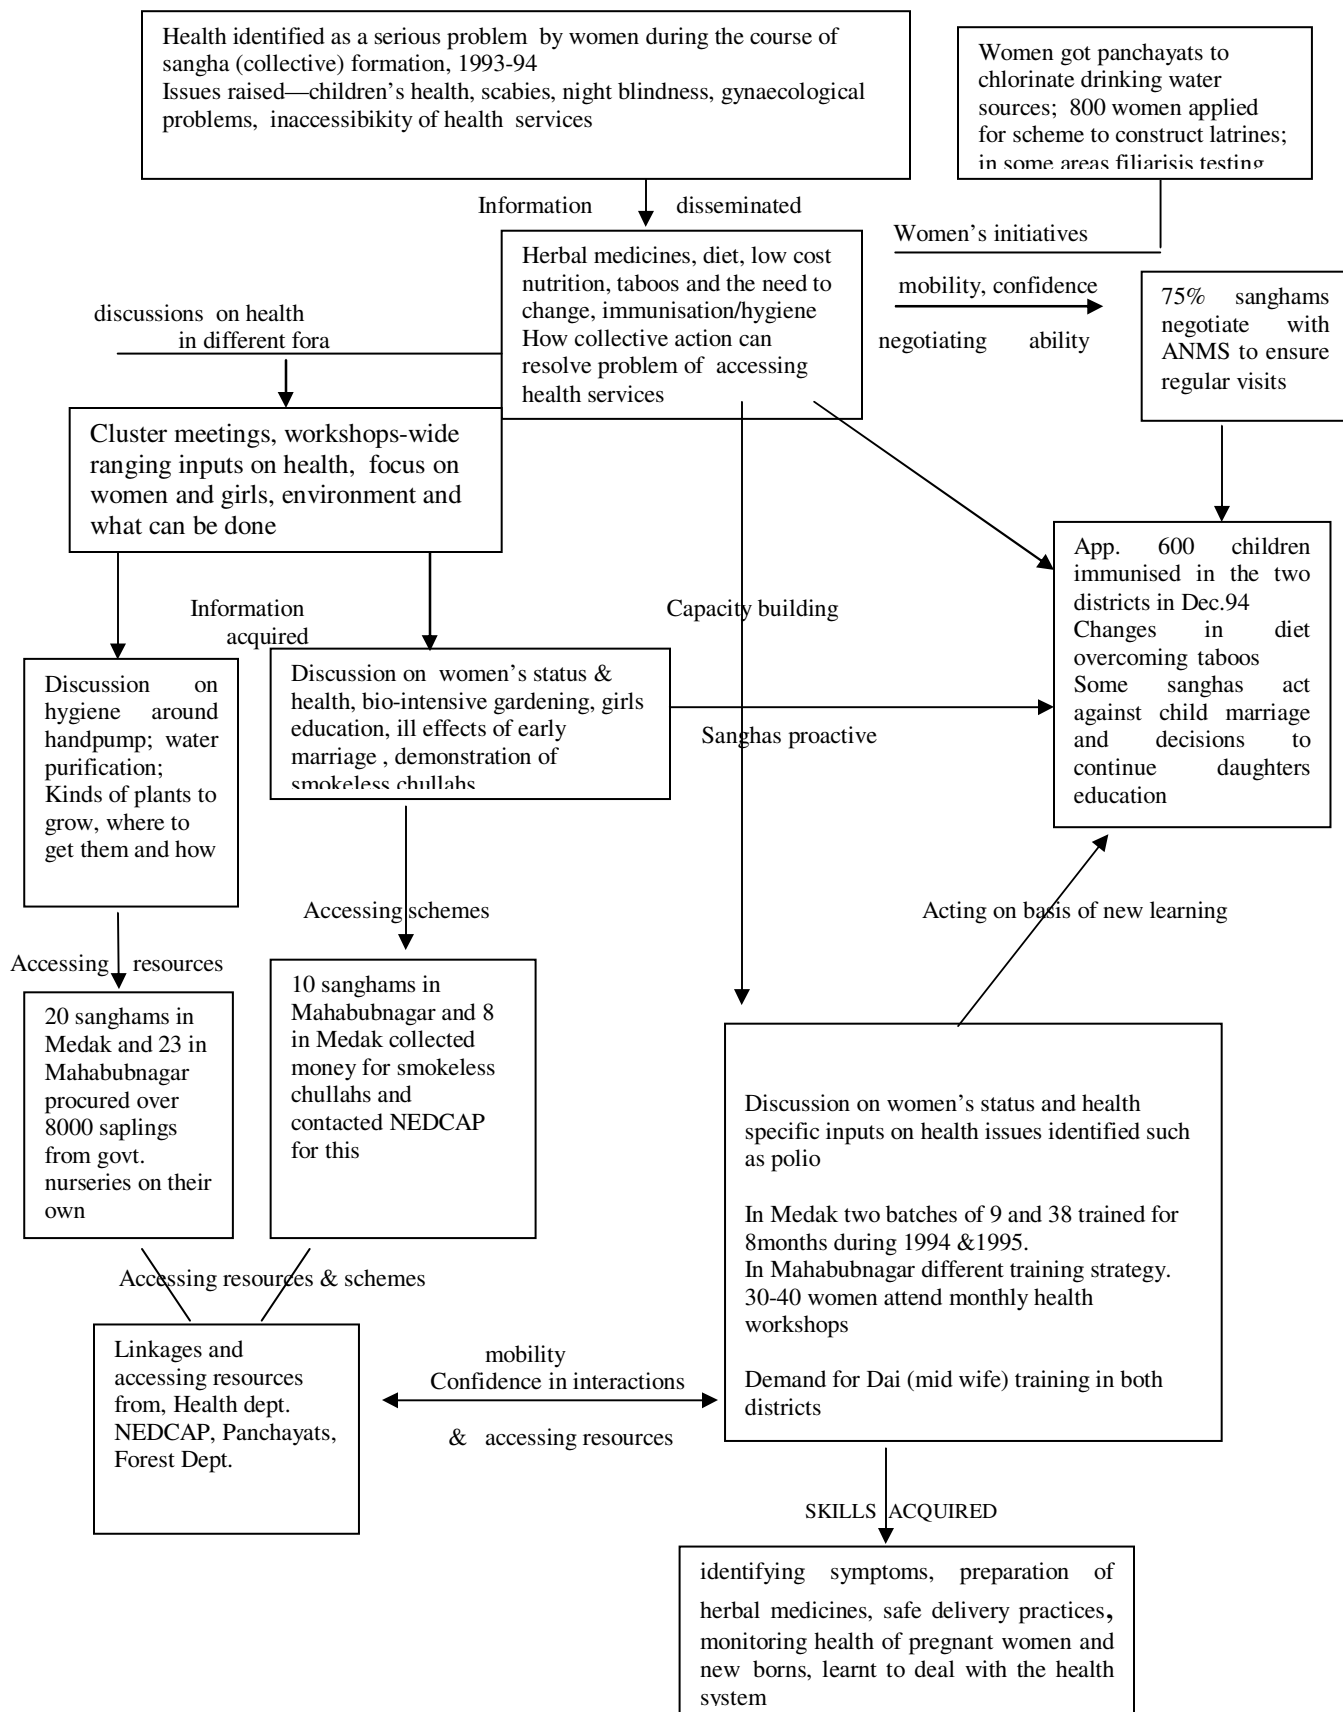 Health identified as a serious problem by women during the course of
sangha (collective) formation, 1993-94
Issues raised—children's health, scabies, night blindness, gynaecological
problems, inaccessibikity of health services
Women got panchayats to
chlorinate drinking water
sources; 800 women applied
for scheme to construct latrines;
in some areas filiarisis testing
Information disseminated
Women's initiatives
Herbal medicines, diet, low cost
nutrition, taboos and the need to
change, immunisation/hygiene
How collective action can
resolve problem of accessing
health services
mobility, confidence
negotiating ability
75% sanghams
negotiate with
ANMS to ensure
regular visits
discussions on health
in different fora
Cluster meetings, workshops-wide
ranging inputs on health, focus on
women and girls, environment and
what can be done
App. 600 children
immunised in the two
districts in Dec.94
Changes in diet
overcoming taboos
Some sanghas act
against child marriage
and decisions to
continue daughters
education
Information
acquired
Capacity building
Discussion on
hygiene around
handpump; water
purification;
Kinds of plants to
grow, where to
get them and how
Discussion on women's status &
health, bio-intensive gardening, girls
education, ill effects of early
marriage , demonstration of
smokeless chullahs
Sanghas proactive
Accessing schemes
Acting on basis of new learning
Accessing resources
20 sanghams in
Medak and 23 in
Mahabubnagar
procured over
8000 saplings
from govt.
nurseries on their
own
10 sanghams in
Mahabubnagar and 8
in Medak collected
money for smokeless
chullahs and
contacted NEDCAP
for this
Discussion on women's status and health
specific inputs on health issues identified such
as polio
In Medak two batches of 9 and 38 trained for
8months during 1994 &1995.
In Mahabubnagar different training strategy.
30-40 women attend monthly health
workshops
Demand for Dai (mid wife) training in both
districts
Accessing resources & schemes
Linkages and
accessing resources
from, Health dept.
NEDCAP, Panchayats,
Forest Dept.
mobility
Confidence in interactions
& accessing resources
SKILLS ACQUIRED
identifying symptoms, preparation of
herbal medicines, safe delivery practices,
monitoring health of pregnant women and
new borns, learnt to deal with the health
system